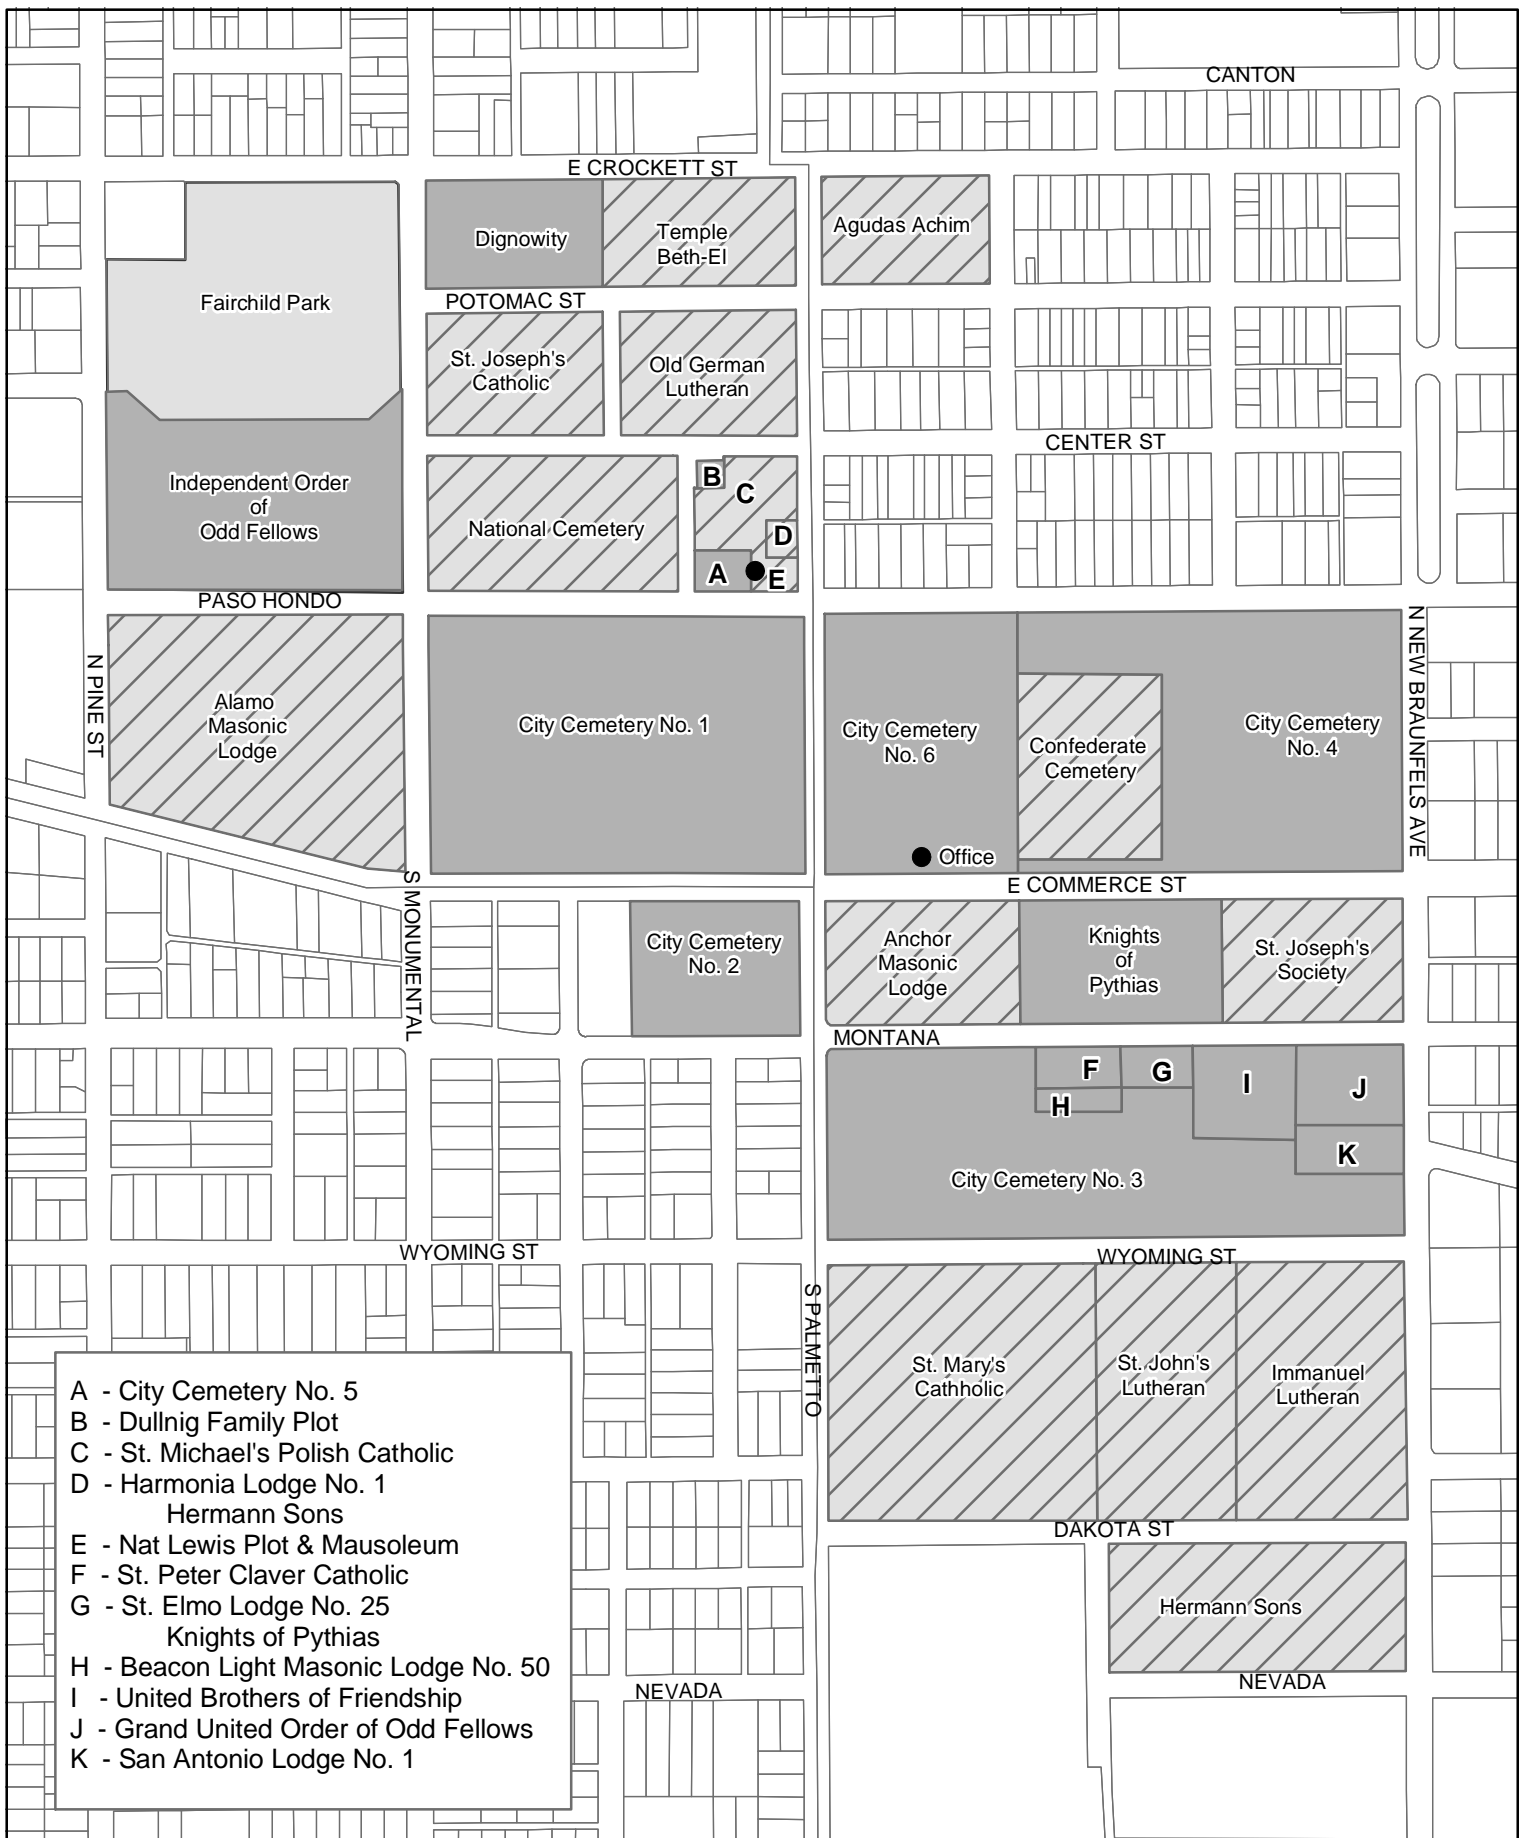 CANTON
E CROCKETT ST
Dignowity
Temple
Beth-El
Agudas Achim
Fairchild Park
POTOMAC ST
St. Joseph's
Catholic
Old German
Lutheran
CENTER ST
Independent Order
of
Odd Fellows
National Cemetery
B
C
D
A
E
PASO HONDO
N PINE ST
Alamo
Masonic
Lodge
City Cemetery No. 1
City Cemetery
No. 6
Confederate
Cemetery
City Cemetery
No. 4
N NEW BRAUNFELS AVE
Office
E COMMERCE ST
S MONUMENTAL
City Cemetery
No. 2
Anchor
Masonic
Lodge
Knights
of
Pythias
St. Joseph's
Society
MONTANA
F
G
H
I
J
K
City Cemetery No. 3
WYOMING ST
WYOMING ST
S PALMETTO
St. Mary's
Cathholic
St. John's
Lutheran
Immanuel
Lutheran
DAKOTA ST
Hermann Sons
NEVADA
NEVADA
A - City Cemetery No. 5
B - Dullnig Family Plot
C - St. Michael's Polish Catholic
D - Harmonia Lodge No. 1
Hermann Sons
E - Nat Lewis Plot & Mausoleum
F - St. Peter Claver Catholic
G - St. Elmo Lodge No. 25
Knights of Pythias
H - Beacon Light Masonic Lodge No. 50
I - United Brothers of Friendship
J - Grand United Order of Odd Fellows
K - San Antonio Lodge No. 1